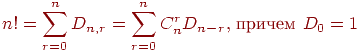 n! = \sum_{r=0}^{n} D_{n,r} = \sum_{r=0}^{n} C_n^r D_{n-r}, причем D_0 = 1